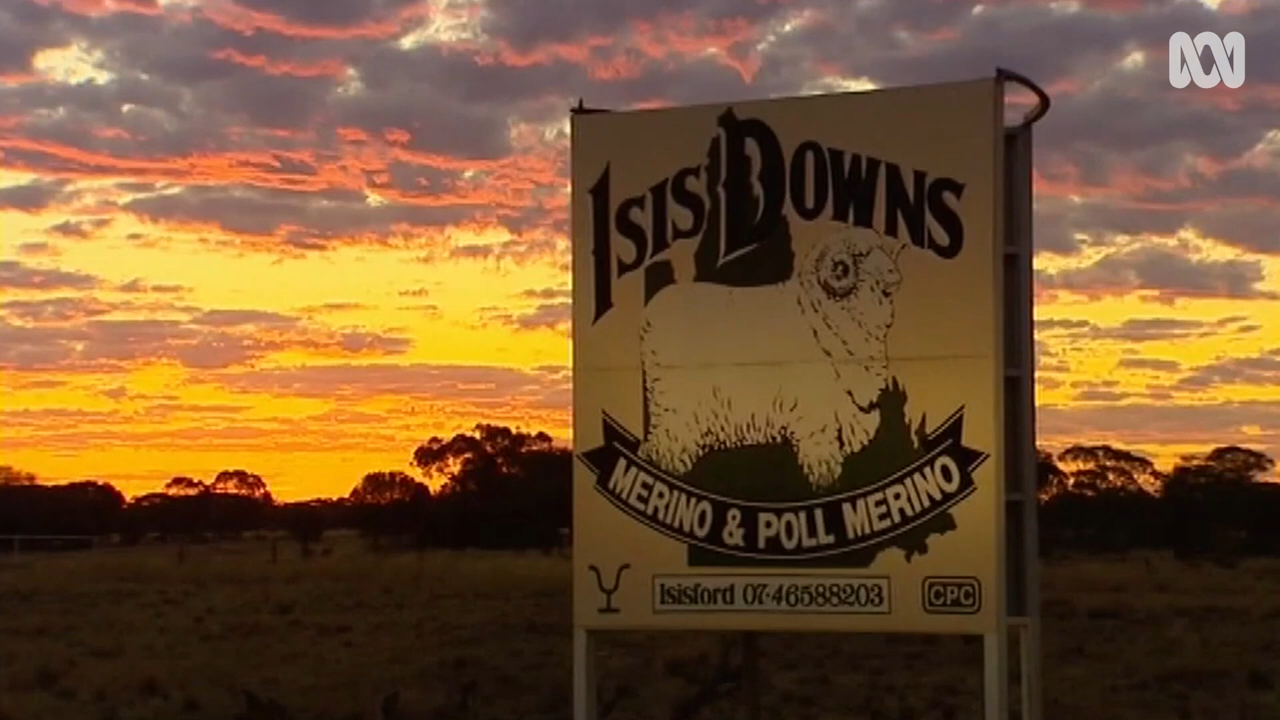 ISIS DOWNS
MERINO & POLL MERINO
Isisford 07·46588203
CPC